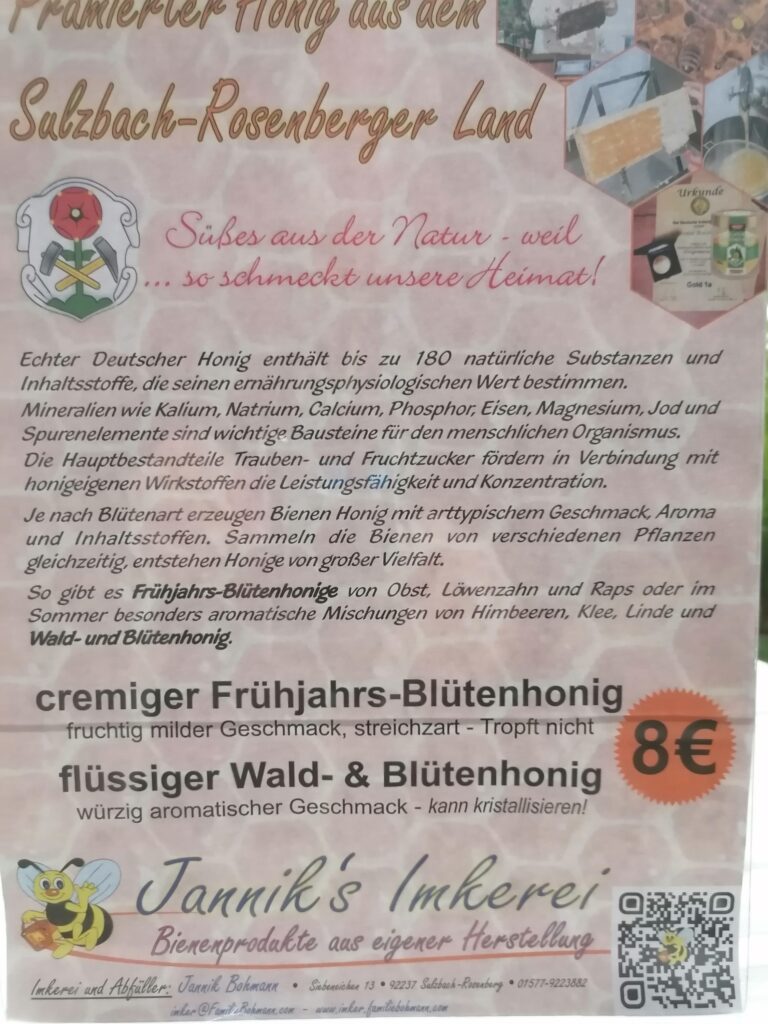 Prämierter Honig aus dem
Sulzbach-Rosenberger Land
Urkunde
Gold 1a
Süßes aus der Natur - weil
... so schmeckt unsere Heimat!
Echter Deutscher Honig enthält bis zu 180 natürliche Substanzen und
Inhaltsstoffe, die seinen ernährungsphysiologischen Wert bestimmen.
Mineralien wie Kalium, Natrium, Calcium, Phosphor, Eisen, Magnesium, Jod und
Spurenelemente sind wichtige Bausteine für den menschlichen Organismus.
Die Hauptbestandteile Trauben- und Fruchtzucker fördern in Verbindung mit
honigeigenen Wirkstoffen die Leistungsfähigkeit und Konzentration.
Je nach Blütenart erzeugen Bienen Honig mit arttypischem Geschmack, Aroma
und Inhaltsstoffen. Sammeln die Bienen von verschiedenen Pflanzen
gleichzeitig, entstehen Honige von großer Vielfalt.
So gibt es Frühjahrs-Blütenhonige von Obst, Löwenzahn und Raps oder im
Sommer besonders aromatische Mischungen von Himbeeren, Klee, Linde und
Wald- und Blütenhonig.
cremiger Frühjahrs-Blütenhonig
fruchtig milder Geschmack, streichzart - Tropft nicht
8€
flüssiger Wald- & Blütenhonig
würzig aromatischer Geschmack - kann kristallisieren!
Jannik's Imkerei
Bienenprodukte aus eigener Herstellung
Imkerei und Abfüller: Jannik Bohmann • Siebeneichen 13 • 92237 Sulzbach-Rosenberg • 01577-9223882
imker@FamilieBohmann.com - www.imker.familiebohmann.com